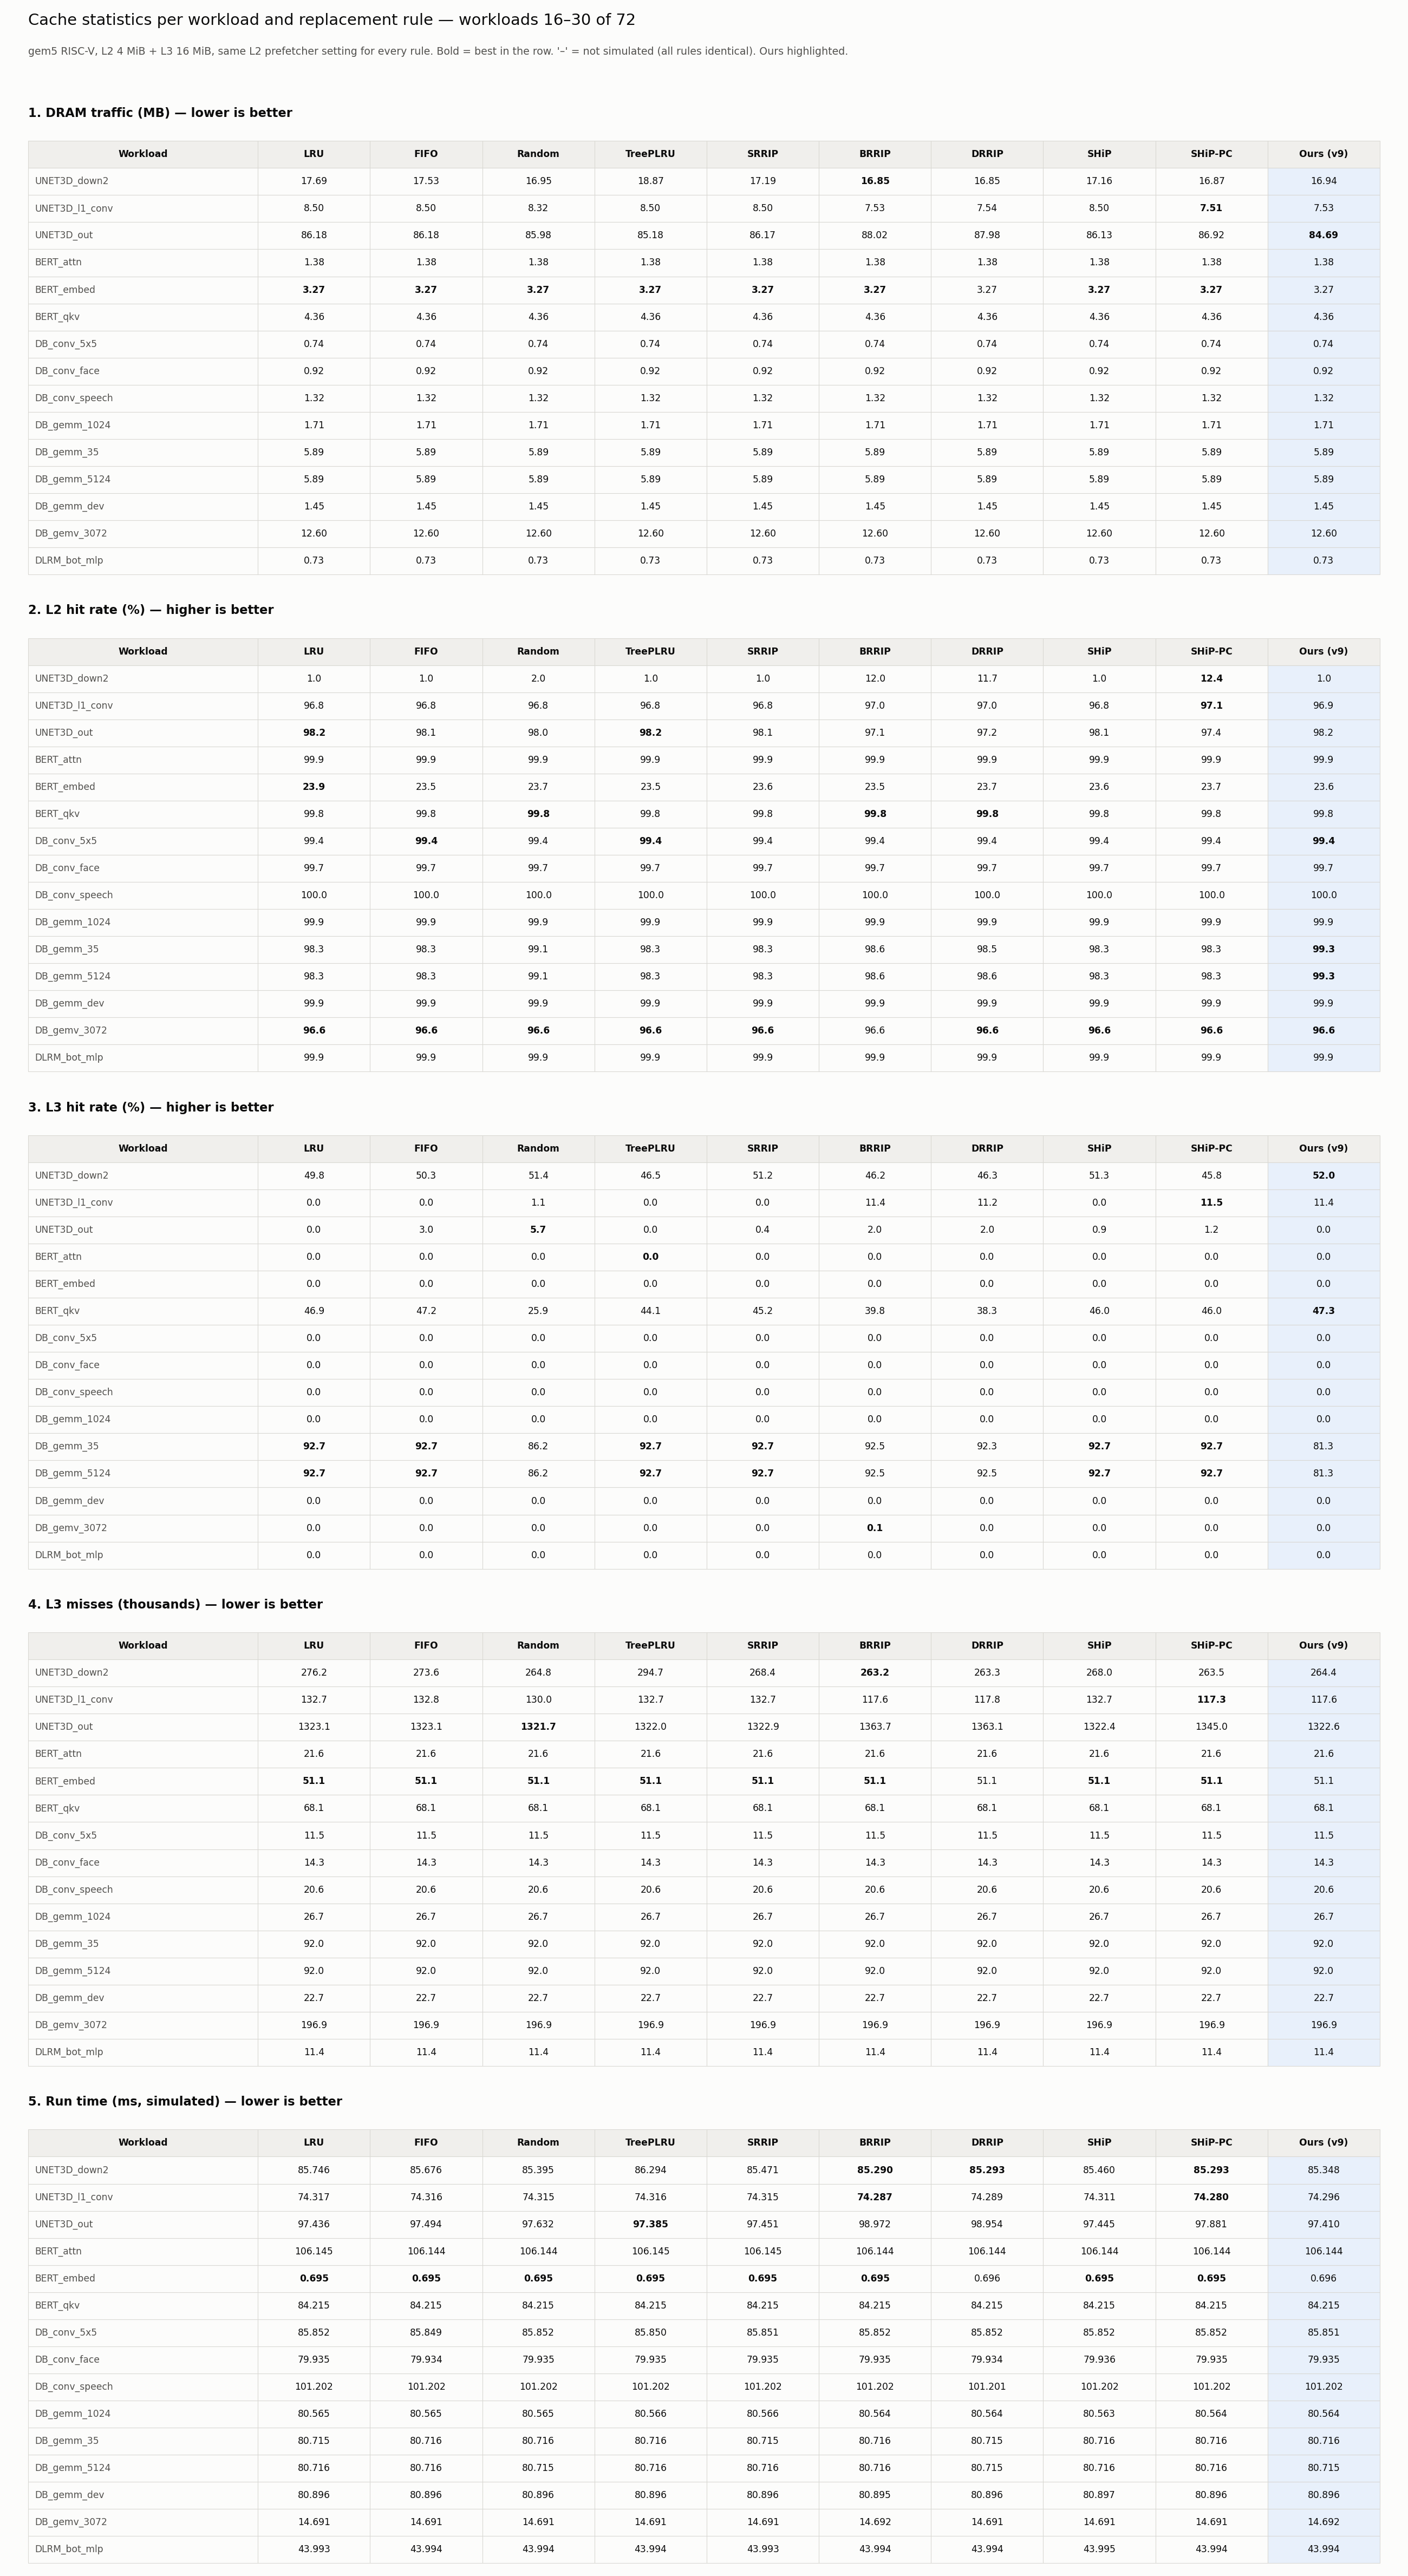 Cache statistics per workload and replacement rule — workloads 16–30 of 72
gem5 RISC-V, L2 4 MiB + L3 16 MiB, same L2 prefetcher setting for every rule. Bold = best in the row. '–' = not simulated (all rules identical). Ours highlighted.
1. DRAM traffic (MB) — lower is better
Workload LRU FIFO Random TreePLRU SRRIP BRRIP DRRIP SHiP SHiP-PC Ours (v9)
UNET3D_down2 17.69 17.53 16.95 18.87 17.19 16.85 16.85 17.16 16.87 16.94
UNET3D_l1_conv 8.50 8.50 8.32 8.50 8.50 7.53 7.54 8.50 7.51 7.53
UNET3D_out 86.18 86.18 85.98 85.18 86.17 88.02 87.98 86.13 86.92 84.69
BERT_attn 1.38 1.38 1.38 1.38 1.38 1.38 1.38 1.38 1.38 1.38
BERT_embed 3.27 3.27 3.27 3.27 3.27 3.27 3.27 3.27 3.27 3.27
BERT_qkv 4.36 4.36 4.36 4.36 4.36 4.36 4.36 4.36 4.36 4.36
DB_conv_5x5 0.74 0.74 0.74 0.74 0.74 0.74 0.74 0.74 0.74 0.74
DB_conv_face 0.92 0.92 0.92 0.92 0.92 0.92 0.92 0.92 0.92 0.92
DB_conv_speech 1.32 1.32 1.32 1.32 1.32 1.32 1.32 1.32 1.32 1.32
DB_gemm_1024 1.71 1.71 1.71 1.71 1.71 1.71 1.71 1.71 1.71 1.71
DB_gemm_35 5.89 5.89 5.89 5.89 5.89 5.89 5.89 5.89 5.89 5.89
DB_gemm_5124 5.89 5.89 5.89 5.89 5.89 5.89 5.89 5.89 5.89 5.89
DB_gemm_dev 1.45 1.45 1.45 1.45 1.45 1.45 1.45 1.45 1.45 1.45
DB_gemv_3072 12.60 12.60 12.60 12.60 12.60 12.60 12.60 12.60 12.60 12.60
DLRM_bot_mlp 0.73 0.73 0.73 0.73 0.73 0.73 0.73 0.73 0.73 0.73
2. L2 hit rate (%) — higher is better
Workload LRU FIFO Random TreePLRU SRRIP BRRIP DRRIP SHiP SHiP-PC Ours (v9)
UNET3D_down2 1.0 1.0 2.0 1.0 1.0 12.0 11.7 1.0 12.4 1.0
UNET3D_l1_conv 96.8 96.8 96.8 96.8 96.8 97.0 97.0 96.8 97.1 96.9
UNET3D_out 98.2 98.1 98.0 98.2 98.1 97.1 97.2 98.1 97.4 98.2
BERT_attn 99.9 99.9 99.9 99.9 99.9 99.9 99.9 99.9 99.9 99.9
BERT_embed 23.9 23.5 23.7 23.5 23.6 23.5 23.7 23.6 23.7 23.6
BERT_qkv 99.8 99.8 99.8 99.8 99.8 99.8 99.8 99.8 99.8 99.8
DB_conv_5x5 99.4 99.4 99.4 99.4 99.4 99.4 99.4 99.4 99.4 99.4
DB_conv_face 99.7 99.7 99.7 99.7 99.7 99.7 99.7 99.7 99.7 99.7
DB_conv_speech 100.0 100.0 100.0 100.0 100.0 100.0 100.0 100.0 100.0 100.0
DB_gemm_1024 99.9 99.9 99.9 99.9 99.9 99.9 99.9 99.9 99.9 99.9
DB_gemm_35 98.3 98.3 99.1 98.3 98.3 98.6 98.5 98.3 98.3 99.3
DB_gemm_5124 98.3 98.3 99.1 98.3 98.3 98.6 98.6 98.3 98.3 99.3
DB_gemm_dev 99.9 99.9 99.9 99.9 99.9 99.9 99.9 99.9 99.9 99.9
DB_gemv_3072 96.6 96.6 96.6 96.6 96.6 96.6 96.6 96.6 96.6 96.6
DLRM_bot_mlp 99.9 99.9 99.9 99.9 99.9 99.9 99.9 99.9 99.9 99.9
3. L3 hit rate (%) — higher is better
Workload LRU FIFO Random TreePLRU SRRIP BRRIP DRRIP SHiP SHiP-PC Ours (v9)
UNET3D_down2 49.8 50.3 51.4 46.5 51.2 46.2 46.3 51.3 45.8 52.0
UNET3D_l1_conv 0.0 0.0 1.1 0.0 0.0 11.4 11.2 0.0 11.5 11.4
UNET3D_out 0.0 3.0 5.7 0.0 0.4 2.0 2.0 0.9 1.2 0.0
BERT_attn 0.0 0.0 0.0 0.0 0.0 0.0 0.0 0.0 0.0 0.0
BERT_embed 0.0 0.0 0.0 0.0 0.0 0.0 0.0 0.0 0.0 0.0
BERT_qkv 46.9 47.2 25.9 44.1 45.2 39.8 38.3 46.0 46.0 47.3
DB_conv_5x5 0.0 0.0 0.0 0.0 0.0 0.0 0.0 0.0 0.0 0.0
DB_conv_face 0.0 0.0 0.0 0.0 0.0 0.0 0.0 0.0 0.0 0.0
DB_conv_speech 0.0 0.0 0.0 0.0 0.0 0.0 0.0 0.0 0.0 0.0
DB_gemm_1024 0.0 0.0 0.0 0.0 0.0 0.0 0.0 0.0 0.0 0.0
DB_gemm_35 92.7 92.7 86.2 92.7 92.7 92.5 92.3 92.7 92.7 81.3
DB_gemm_5124 92.7 92.7 86.2 92.7 92.7 92.5 92.5 92.7 92.7 81.3
DB_gemm_dev 0.0 0.0 0.0 0.0 0.0 0.0 0.0 0.0 0.0 0.0
DB_gemv_3072 0.0 0.0 0.0 0.0 0.0 0.1 0.0 0.0 0.0 0.0
DLRM_bot_mlp 0.0 0.0 0.0 0.0 0.0 0.0 0.0 0.0 0.0 0.0
4. L3 misses (thousands) — lower is better
Workload LRU FIFO Random TreePLRU SRRIP BRRIP DRRIP SHiP SHiP-PC Ours (v9)
UNET3D_down2 276.2 273.6 264.8 294.7 268.4 263.2 263.3 268.0 263.5 264.4
UNET3D_l1_conv 132.7 132.8 130.0 132.7 132.7 117.6 117.8 132.7 117.3 117.6
UNET3D_out 1323.1 1323.1 1321.7 1322.0 1322.9 1363.7 1363.1 1322.4 1345.0 1322.6
BERT_attn 21.6 21.6 21.6 21.6 21.6 21.6 21.6 21.6 21.6 21.6
BERT_embed 51.1 51.1 51.1 51.1 51.1 51.1 51.1 51.1 51.1 51.1
BERT_qkv 68.1 68.1 68.1 68.1 68.1 68.1 68.1 68.1 68.1 68.1
DB_conv_5x5 11.5 11.5 11.5 11.5 11.5 11.5 11.5 11.5 11.5 11.5
DB_conv_face 14.3 14.3 14.3 14.3 14.3 14.3 14.3 14.3 14.3 14.3
DB_conv_speech 20.6 20.6 20.6 20.6 20.6 20.6 20.6 20.6 20.6 20.6
DB_gemm_1024 26.7 26.7 26.7 26.7 26.7 26.7 26.7 26.7 26.7 26.7
DB_gemm_35 92.0 92.0 92.0 92.0 92.0 92.0 92.0 92.0 92.0 92.0
DB_gemm_5124 92.0 92.0 92.0 92.0 92.0 92.0 92.0 92.0 92.0 92.0
DB_gemm_dev 22.7 22.7 22.7 22.7 22.7 22.7 22.7 22.7 22.7 22.7
DB_gemv_3072 196.9 196.9 196.9 196.9 196.9 196.9 196.9 196.9 196.9 196.9
DLRM_bot_mlp 11.4 11.4 11.4 11.4 11.4 11.4 11.4 11.4 11.4 11.4
5. Run time (ms, simulated) — lower is better
Workload LRU FIFO Random TreePLRU SRRIP BRRIP DRRIP SHiP SHiP-PC Ours (v9)
UNET3D_down2 85.746 85.676 85.395 86.294 85.471 85.290 85.293 85.460 85.293 85.348
UNET3D_l1_conv 74.317 74.316 74.315 74.316 74.315 74.287 74.289 74.311 74.280 74.296
UNET3D_out 97.436 97.494 97.632 97.385 97.451 98.972 98.954 97.445 97.881 97.410
BERT_attn 106.145 106.144 106.144 106.145 106.145 106.144 106.144 106.144 106.144 106.144
BERT_embed 0.695 0.695 0.695 0.695 0.695 0.695 0.696 0.695 0.695 0.696
BERT_qkv 84.215 84.215 84.215 84.215 84.215 84.215 84.215 84.215 84.215 84.215
DB_conv_5x5 85.852 85.849 85.852 85.850 85.851 85.852 85.852 85.852 85.852 85.851
DB_conv_face 79.935 79.934 79.935 79.935 79.935 79.935 79.934 79.936 79.935 79.935
DB_conv_speech 101.202 101.202 101.202 101.202 101.202 101.202 101.201 101.202 101.202 101.202
DB_gemm_1024 80.565 80.565 80.565 80.566 80.566 80.564 80.564 80.563 80.564 80.564
DB_gemm_35 80.715 80.716 80.716 80.716 80.715 80.716 80.715 80.716 80.716 80.716
DB_gemm_5124 80.716 80.716 80.715 80.716 80.716 80.716 80.715 80.716 80.716 80.715
DB_gemm_dev 80.896 80.896 80.896 80.896 80.896 80.895 80.896 80.897 80.896 80.896
DB_gemv_3072 14.691 14.691 14.691 14.691 14.691 14.692 14.691 14.691 14.691 14.692
DLRM_bot_mlp 43.993 43.994 43.994 43.994 43.993 43.994 43.994 43.995 43.994 43.994